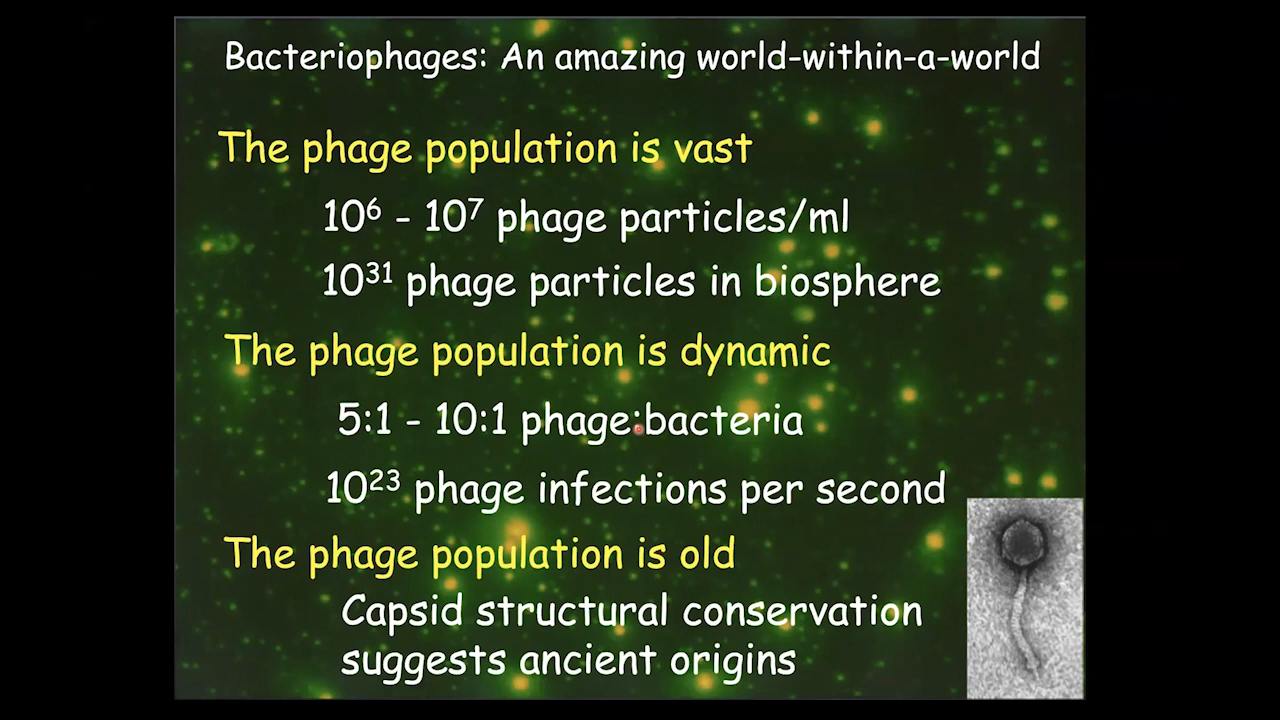 Bacteriophages: An amazing world-within-a-world
The phage population is vast
10⁶ - 10⁷ phage particles/ml
10³¹ phage particles in biosphere
The phage population is dynamic
5:1 - 10:1 phage:bacteria
10²³ phage infections per second
The phage population is old
Capsid structural conservation
suggests ancient origins